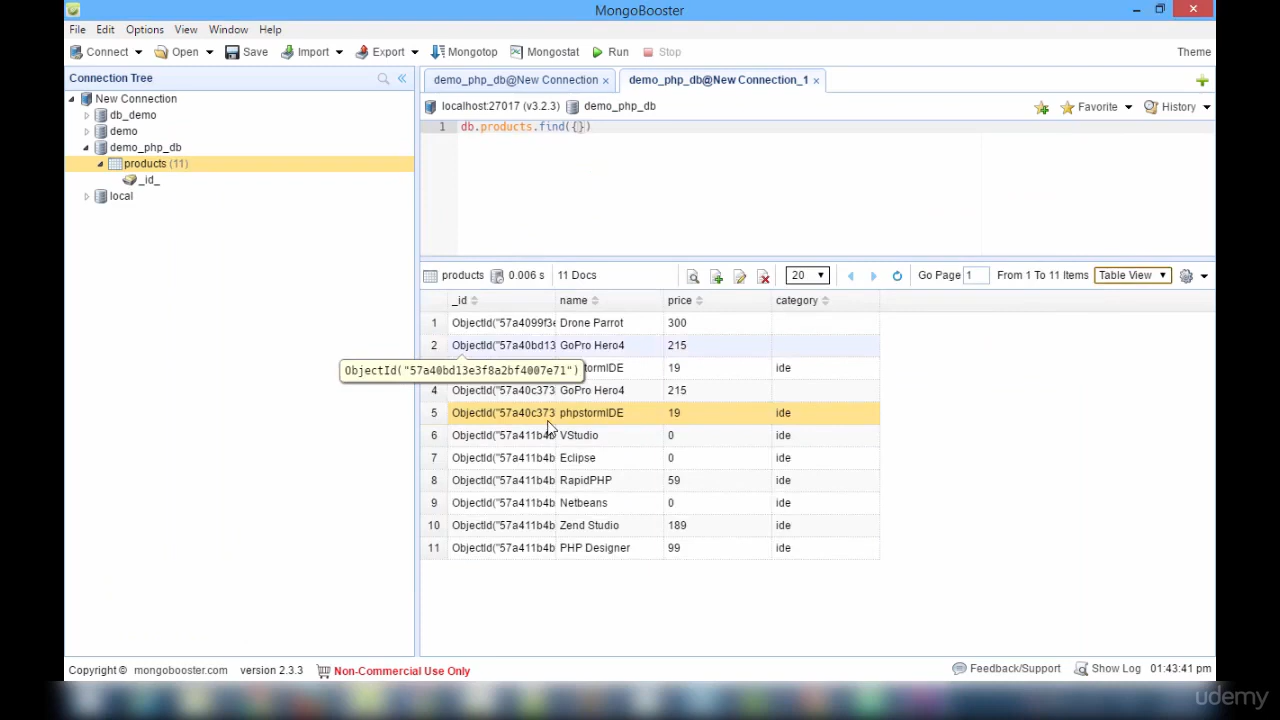 MongoBooster
File Edit Options View Window Help
Connect Open Save Import Export Mongotop Mongostat Run Stop Theme
Connection Tree
demo_php_db@New Connection × demo_php_db@New Connection_1 ×
New Connection
db_demo
demo
demo_php_db
products (11)
_id_
local
localhost:27017 (v3.2.3) demo_php_db Favorite History
1 db.products.find({})
products 0.006 s 11 Docs 20 Go Page 1 From 1 To 11 Items Table View
_id name price category
1 ObjectId("57a4099f3e Drone Parrot 300
2 ObjectId("57a40bd13 GoPro Hero4 215
ObjectId("57a40bd13e3f8a2bf4007e71")
stormIDE 19 ide
4 ObjectId("57a40c373 GoPro Hero4 215
5 ObjectId("57a40c373 phpstormIDE 19 ide
6 ObjectId("57a411b4b VStudio 0 ide
7 ObjectId("57a411b4b Eclipse 0 ide
8 ObjectId("57a411b4b RapidPHP 59 ide
9 ObjectId("57a411b4b Netbeans 0 ide
10 ObjectId("57a411b4b Zend Studio 189 ide
11 ObjectId("57a411b4b PHP Designer 99 ide
Copyright © mongobooster.com version 2.3.3 Non-Commercial Use Only Feedback/Support Show Log 01:43:41 pm
udemy